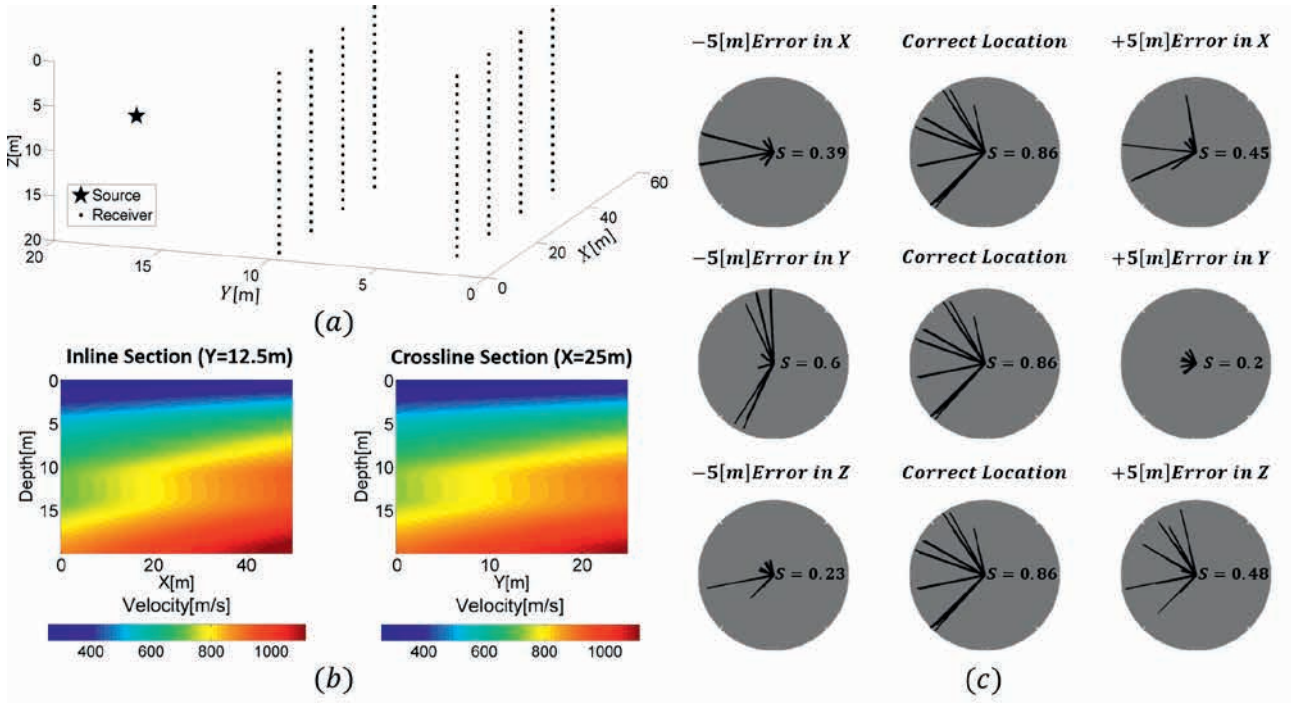 0
5
10
15
20
Z[m]
★ Source
• Receiver
20
15
10
5
0
Y[m]
0
20
40
60
X[m]
(a)
Inline Section (Y=12.5m)
0
5
10
15
Depth[m]
0
20
40
X[m]
Velocity[m/s]
400
600
800
1000
Crossline Section (X=25m)
0
5
10
15
Depth[m]
0
10
20
Y[m]
Velocity[m/s]
400
600
800
1000
(b)
−5[m]Error in X
Correct Location
+5[m]Error in X
S = 0.39
S = 0.86
S = 0.45
−5[m]Error in Y
Correct Location
+5[m]Error in Y
S = 0.6
S = 0.86
S = 0.2
−5[m]Error in Z
Correct Location
+5[m]Error in Z
S = 0.23
S = 0.86
S = 0.48
(c)